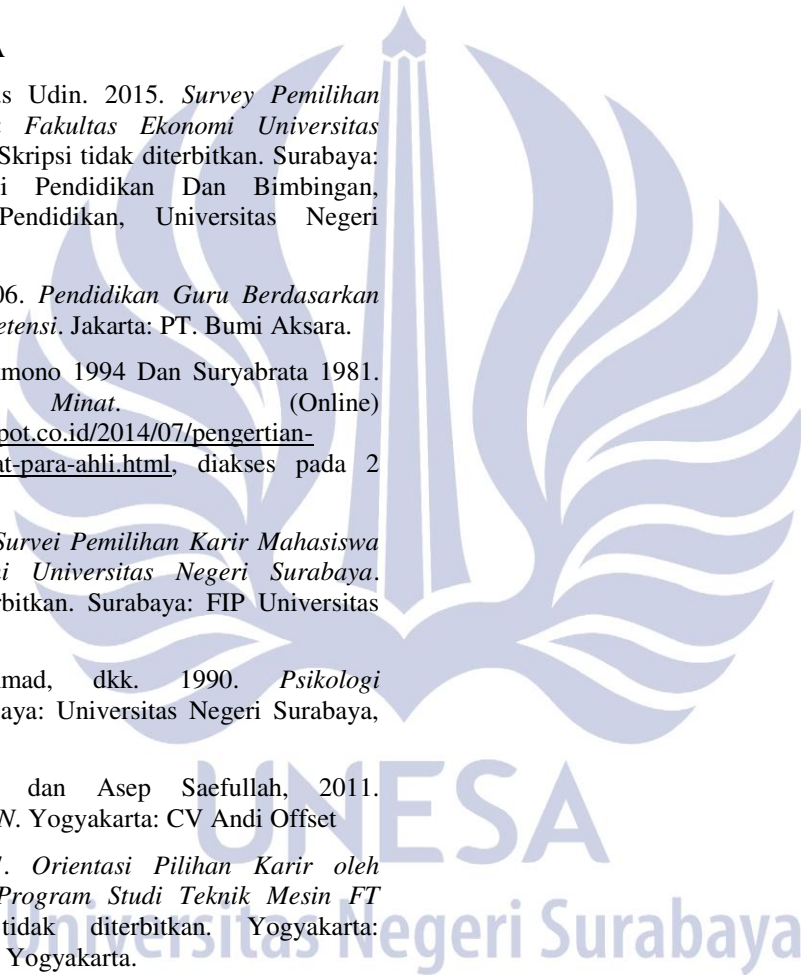 A
s Udin. 2015. Survey Pemilihan
Fakultas Ekonomi Universitas
Skripsi tidak diterbitkan. Surabaya:
i Pendidikan Dan Bimbingan,
Pendidikan, Universitas Negeri
06. Pendidikan Guru Berdasarkan
etensi. Jakarta: PT. Bumi Aksara.
mono 1994 Dan Suryabrata 1981.
Minat. (Online)
pot.co.id/2014/07/pengertian-
at-para-ahli.html, diakses pada 2
Survei Pemilihan Karir Mahasiswa
i Universitas Negeri Surabaya.
rbitkan. Surabaya: FIP Universitas
mad, dkk. 1990. Psikologi
baya: Universitas Negeri Surabaya,
dan Asep Saefullah, 2011.
N. Yogyakarta: CV Andi Offset
. Orientasi Pilihan Karir oleh
Program Studi Teknik Mesin FT
tidak diterbitkan. Yogyakarta:
Yogyakarta.
UNESA
Universitas Negeri Surabaya